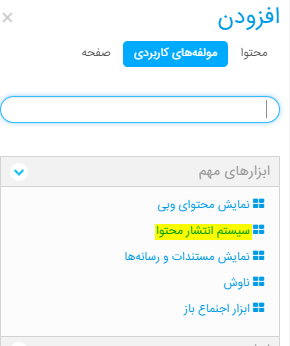 افزودن
محتوا مولفه‌های کاربردی صفحه
ابزارهای مهم
نمایش محتوای وبی
سیستم انتشار محتوا
نمایش مستندات و رسانه‌ها
ناوش
ابزار اجتماع باز